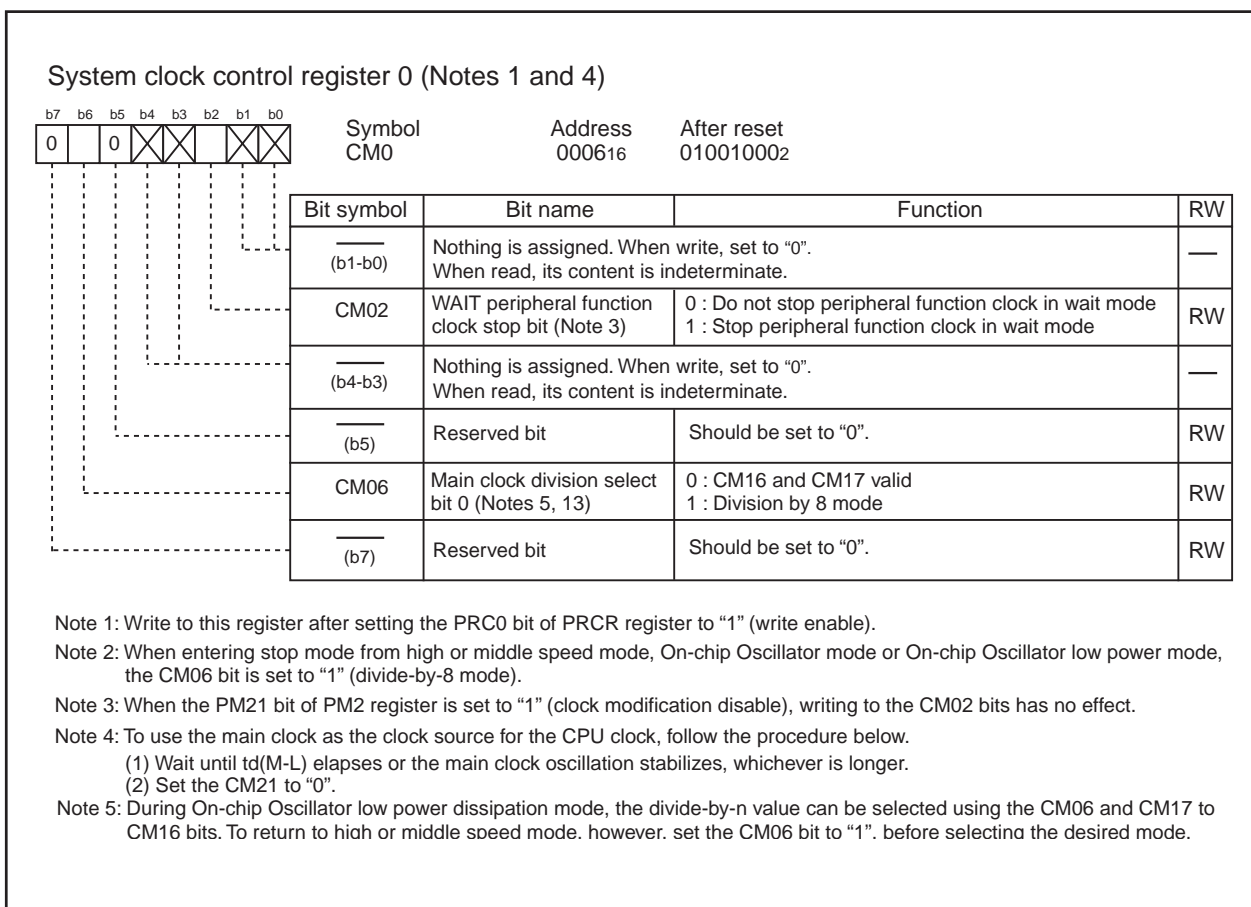 System clock control register 0 (Notes 1 and 4)
b7 b6 b5 b4 b3 b2 b1 b0
0 0
Symbol Address After reset
CM0 000616 010010002
Bit symbol Bit name Function RW
(b1-b0) Nothing is assigned. When write, set to “0”.
When read, its content is indeterminate. —
CM02 WAIT peripheral function clock stop bit (Note 3) 0 : Do not stop peripheral function clock in wait mode
1 : Stop peripheral function clock in wait mode RW
(b4-b3) Nothing is assigned. When write, set to “0”.
When read, its content is indeterminate. —
(b5) Reserved bit Should be set to “0”. RW
CM06 Main clock division select bit 0 (Notes 5, 13) 0 : CM16 and CM17 valid
1 : Division by 8 mode RW
(b7) Reserved bit Should be set to “0”. RW
Note 1: Write to this register after setting the PRC0 bit of PRCR register to “1” (write enable).
Note 2: When entering stop mode from high or middle speed mode, On-chip Oscillator mode or On-chip Oscillator low power mode,
the CM06 bit is set to “1” (divide-by-8 mode).
Note 3: When the PM21 bit of PM2 register is set to “1” (clock modification disable), writing to the CM02 bits has no effect.
Note 4: To use the main clock as the clock source for the CPU clock, follow the procedure below.
(1) Wait until td(M-L) elapses or the main clock oscillation stabilizes, whichever is longer.
(2) Set the CM21 to “0”.
Note 5: During On-chip Oscillator low power dissipation mode, the divide-by-n value can be selected using the CM06 and CM17 to
CM16 bits. To return to high or middle speed mode, however, set the CM06 bit to “1”, before selecting the desired mode.